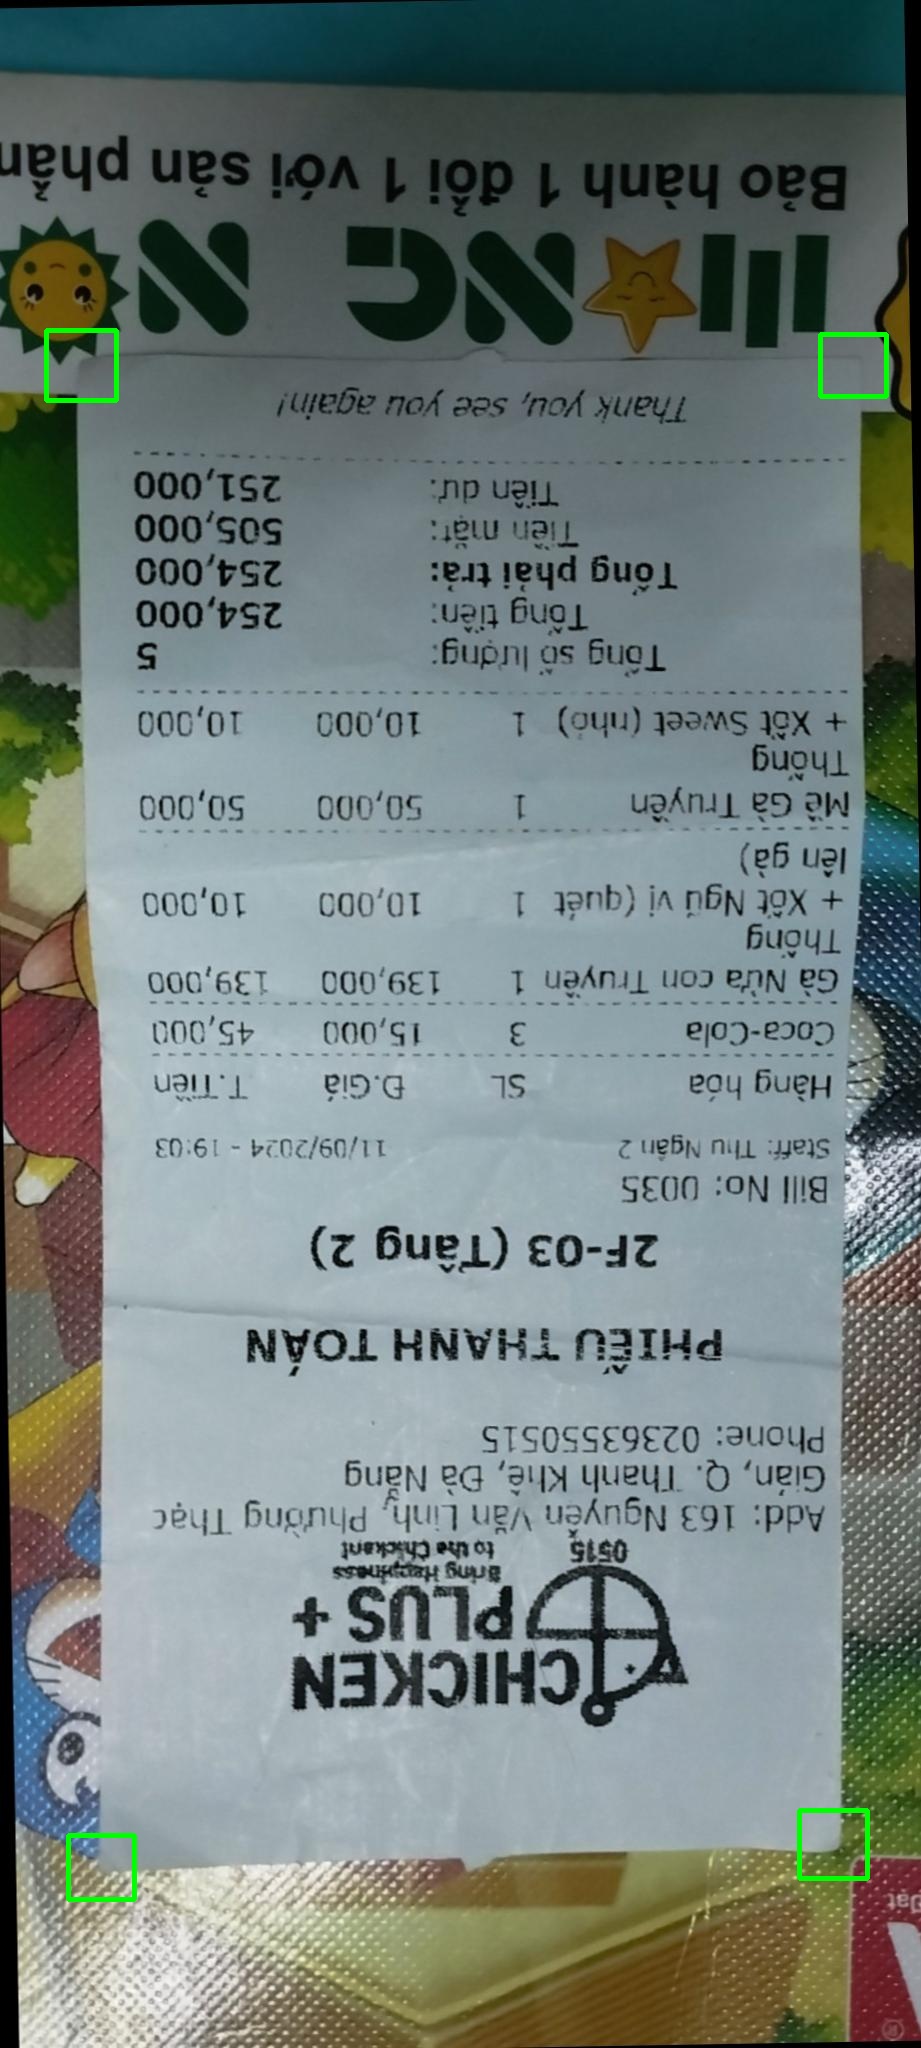 CHICKEN
PLUS +
Bring Happiness
to the Chickant
0515
Add: 163 Nguyễn Văn Linh, Phường Thạc
Gián, Q. Thanh Khê, Đà Nẵng
Phone: 02363550515
PHIẾU THANH TOÁN
2F-03 (Tầng 2)
Bill No: 0035
Staff: Thu Ngân 2 11/09/2024 - 19:03
Hàng hóa SL Đ.Giá T.Tiền
Coca-Cola 3 15,000 45,000
Gà Nửa con Truyền 1 139,000 139,000
Thống
+ Xốt Ngũ vị (quét 1 10,000 10,000
lên gà)
Mề Gà Truyền 1 50,000 50,000
Thống
+ Xốt Sweet (nhỏ) 1 10,000 10,000
Tổng số lượng: 5
Tổng tiền: 254,000
Tổng phải trả: 254,000
Tiền mặt: 505,000
Tiền dư: 251,000
Thank you, see you again!
N NG
Bảo hành 1 đổi 1 với sản phẩm